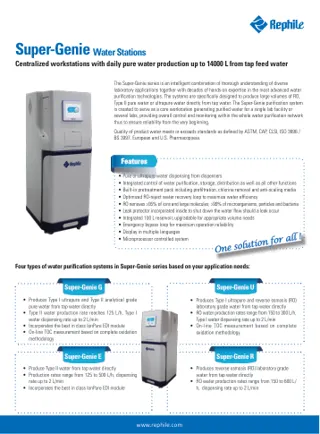 Rephile
Super-Genie Water Stations
Centralized workstations with daily pure water production up to 14000 L from tap feed water
The Super-Genie series is an intelligent combination of thorough understanding of diverse
laboratory applications together with decades of hands on expertise in the most advanced water
purification technologies. The systems are specifically designed to produce large volumes of RO,
Type II pure water or ultrapure water directly from tap water. The Super-Genie purification system
is created to serve as a core workstation generating purified water for a single lab facility or
several labs, providing overall control and monitoring within the whole water purification network
thus to ensure reliability from the very beginning.
Quality of product water meets or exceeds standards as defined by ASTM, CAP, CLSI, ISO 3696 /
BS 3997, European and U.S. Pharmacopoeia.
Features
• Pure or ultrapure water dispensing from dispensers
• Integrated control of water purification, storage, distribution as well as all other functions
• Built-in pretreatment pack including prefiltration, chlorine removal and anti scaling media
• Optimized RO reject water recovery loop to maximize water efficiency
• RO removes ≥95% of ions and large molecules; ≥99% of microorganisms, particles and bacteria
• Leak protector incorporated inside to shut down the water flow should a leak occur
• Integrated 100 L reservoir, upgradable for appropriate volume needs
• Emergency bypass loop for maximum operation reliability
• Display in multiple languages
• Microprocessor controlled system
One solution for all !
Four types of water purification systems in Super-Genie series based on your application needs:
Super-Genie G
• Produces Type I ultrapure and Type II analytical grade
pure water from tap water directly
• Type II water production rate reaches 125 L/h, Type I
water dispensing rate up to 2 L/min
• Incorporates the best in class IonPure EDI module
• On-line TOC measurement based on complete oxidation
methodology
Super-Genie U
• Produces Type I ultrapure and reverse osmosis (RO)
laboratory grade water from tap water directly
• RO water production rates range from 150 to 300 L/h,
Type I water dispensing rate up to 2 L/min
• On-line TOC measurement based on complete
oxidation methodology
Super-Genie E
• Produces Type II water from tap water directly
• Production rates range from 125 to 500 L/h, dispensing
rate up to 2 L/min
• Incorporates the best in class IonPure EDI module
Super-Genie R
• Produces reverse osmosis (RO) laboratory grade
water from tap water directly
• RO water production rates range from 150 to 600 L/
h, dispensing rate up to 2 L/min
www.rephile.com